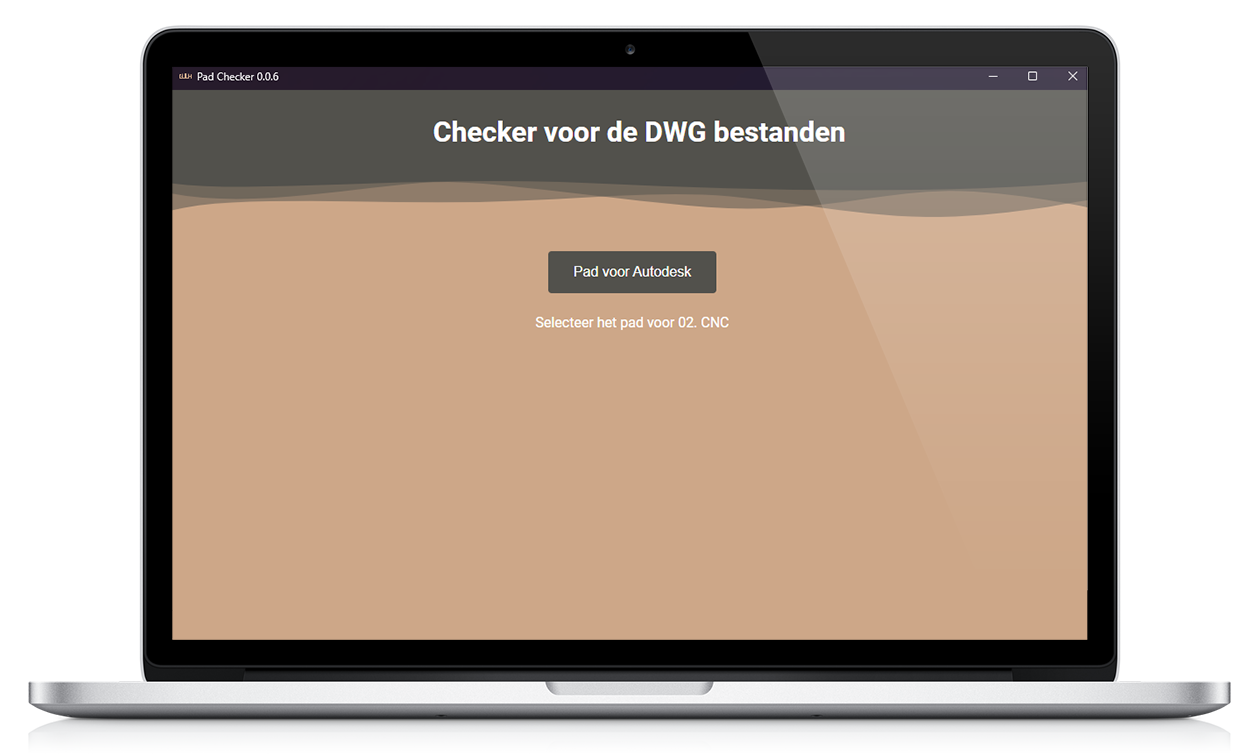 Pad Checker 0.0.6
Checker voor de DWG bestanden
Pad voor Autodesk
Selecteer het pad voor 02. CNC